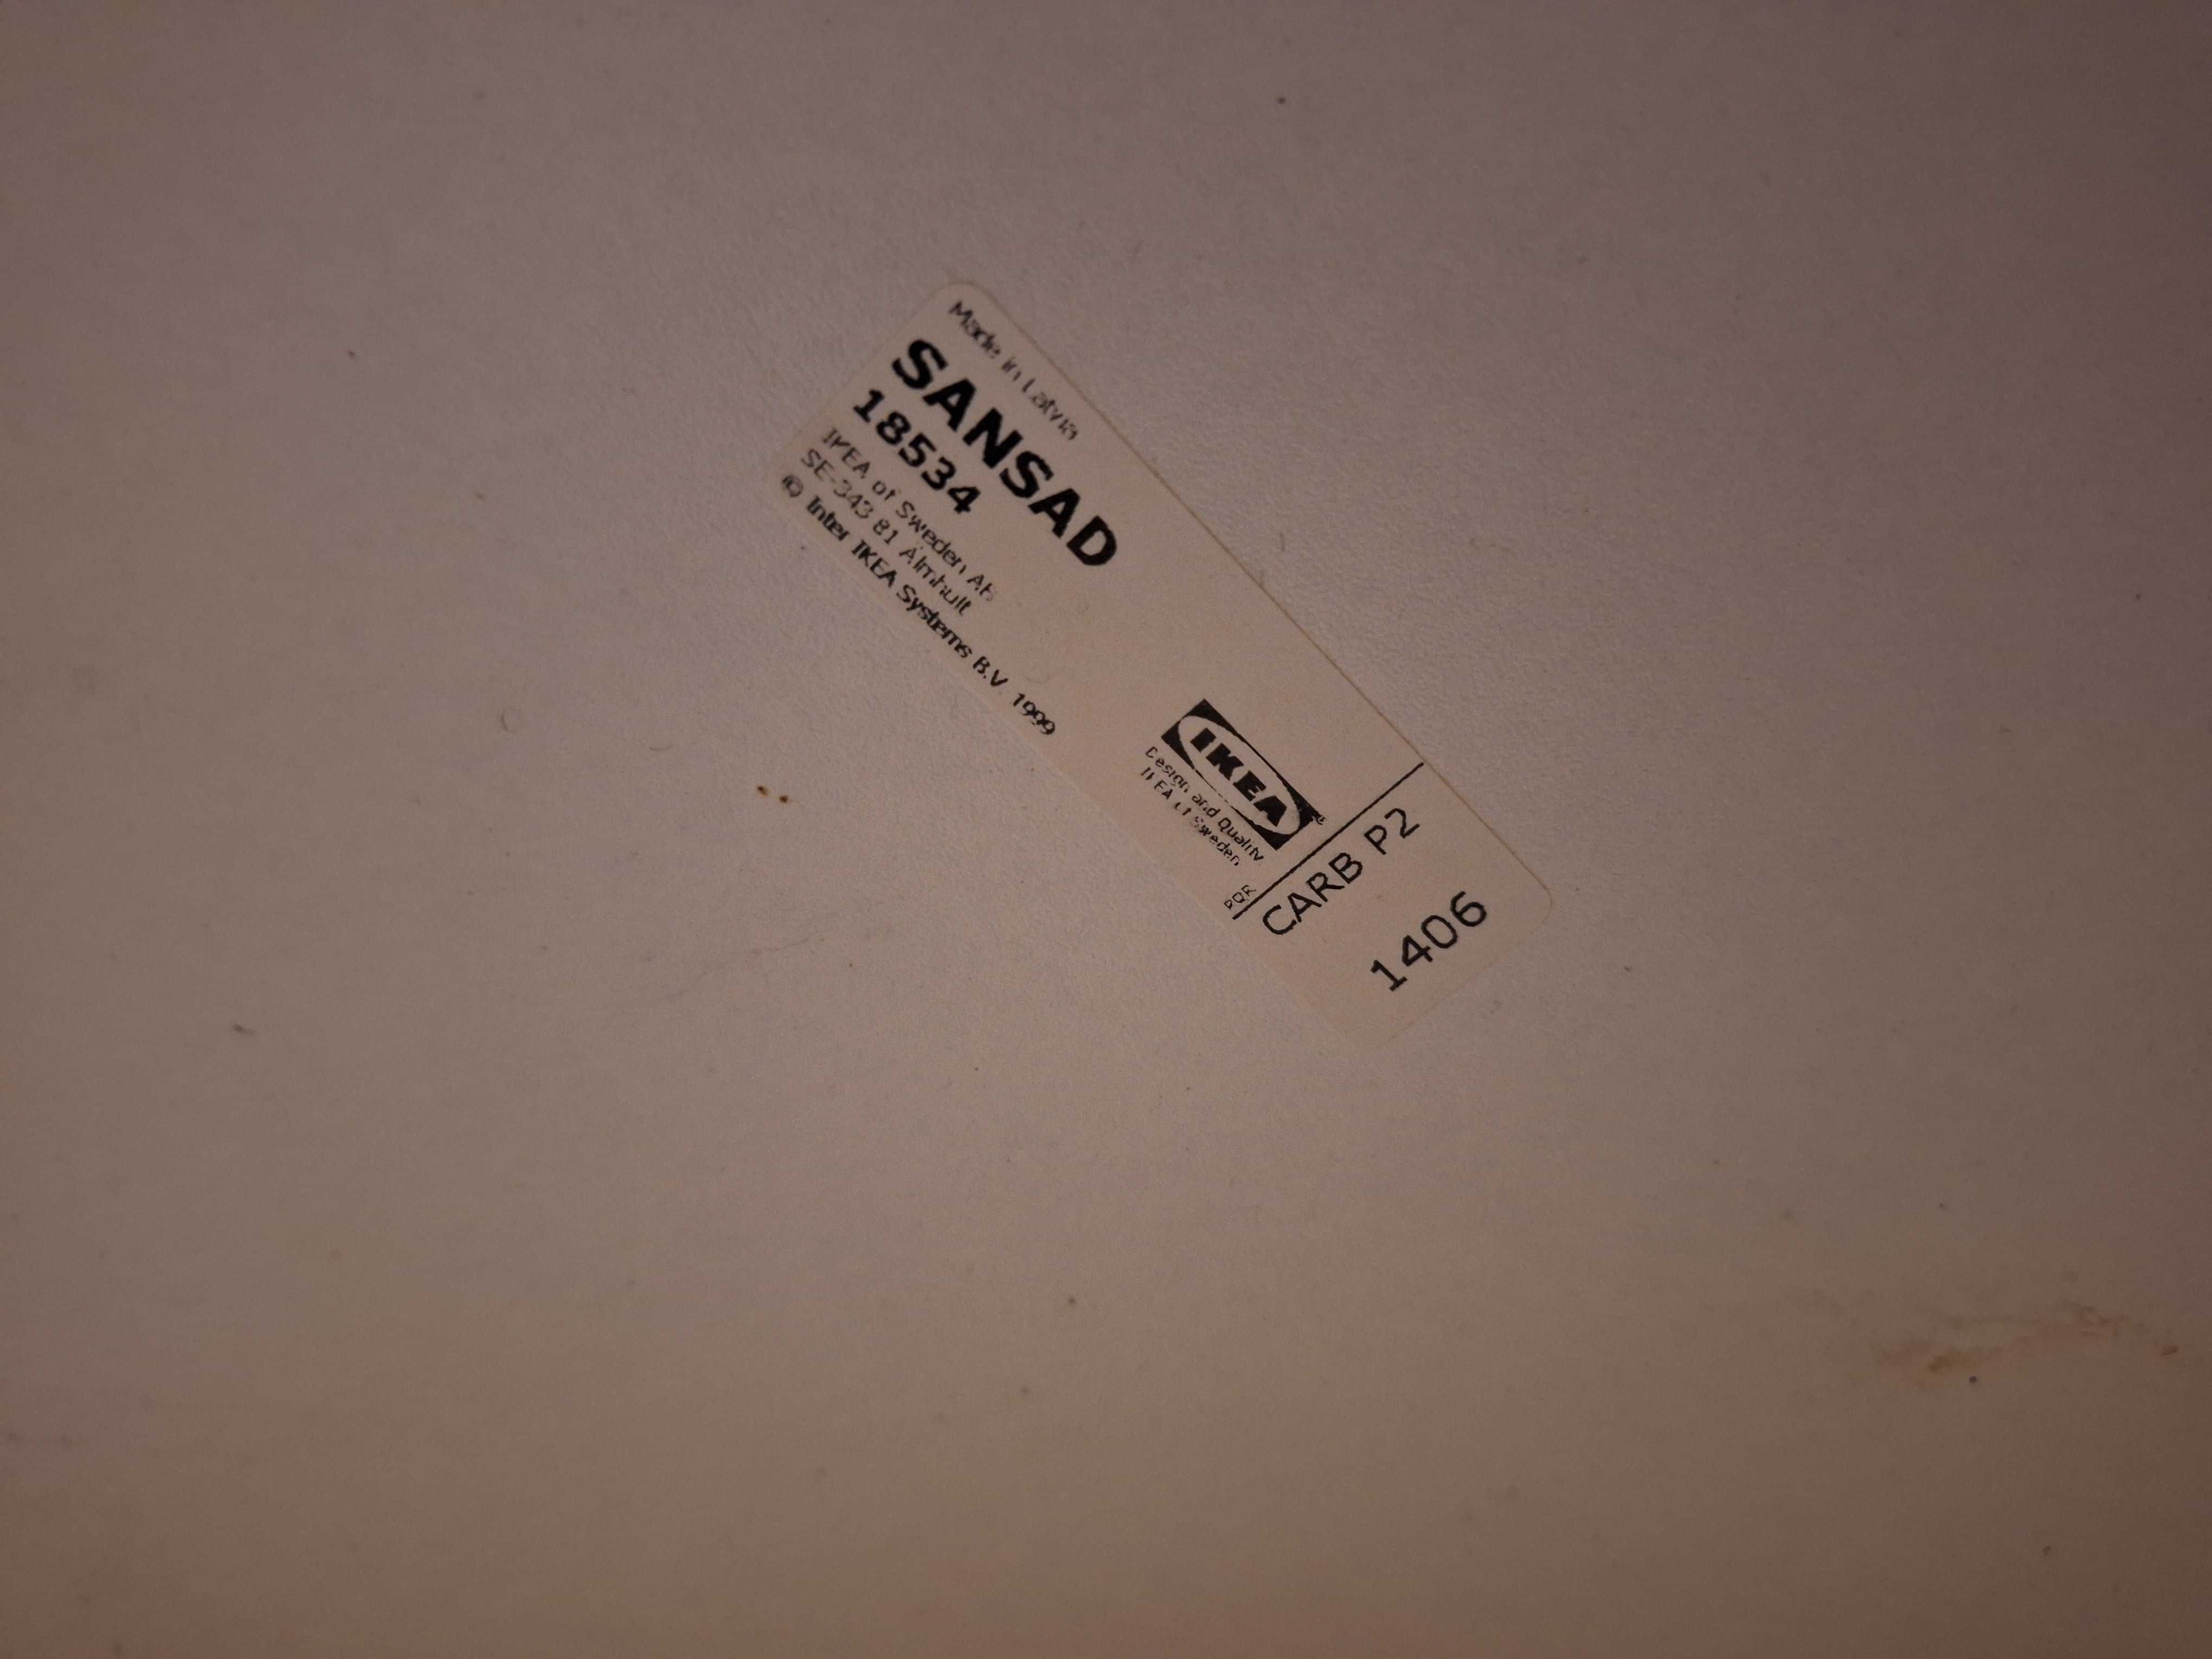 Made in Latvia
SANSAD
18534
IKEA of Sweden AB
SE-343 81 Älmhult
© Inter IKEA Systems B.V. 1999
IKEA®
Design and Quality
IKEA of Sweden
PQR
CARB P2
1406